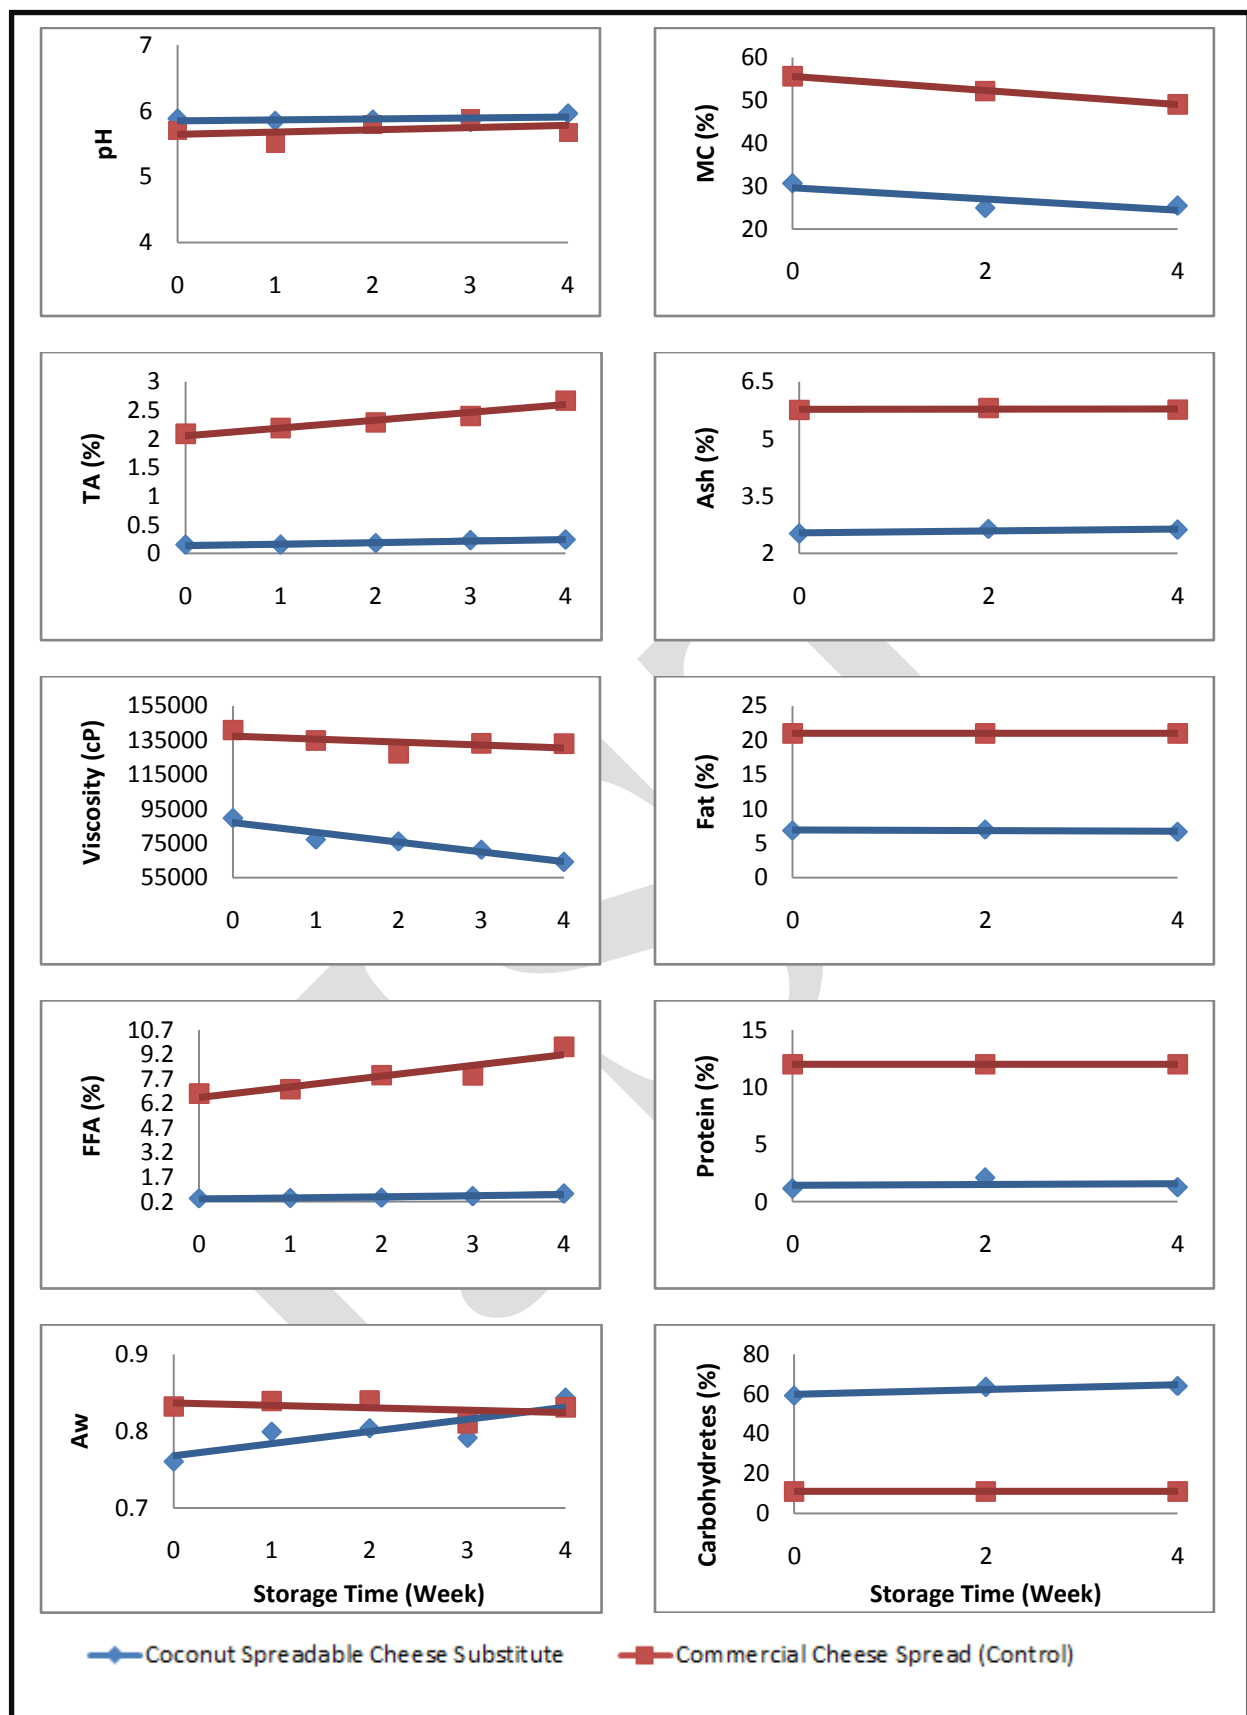 7
6
5
4
pH
0 1 2 3 4
60
50
40
30
20
MC (%)
0 2 4
3
2.5
2
1.5
1
0.5
0
TA (%)
0 1 2 3 4
6.5
5
3.5
2
Ash (%)
0 2 4
155000
135000
115000
95000
75000
55000
Viscosity (cP)
0 1 2 3 4
25
20
15
10
5
0
Fat (%)
0 2 4
10.7
9.2
7.7
6.2
4.7
3.2
1.7
0.2
FFA (%)
0 1 2 3 4
15
10
5
0
Protein (%)
0 2 4
0.9
0.8
0.7
Aw
0 1 2 3 4
Storage Time (Week)
80
60
40
20
0
Carbohydretes (%)
0 2 4
Storage Time (Week)
Coconut Spreadable Cheese Substitute
Commercial Cheese Spread (Control)